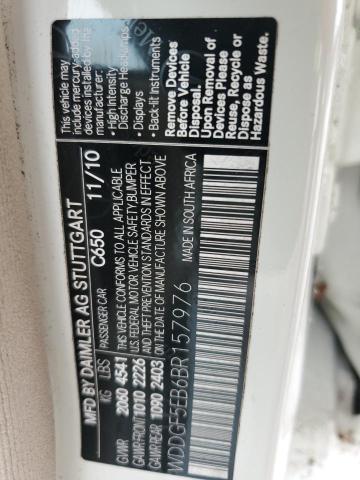 MFD BY DAIMLER AG STUTTGART
PASSENGER CAR C650 11/10
KG LBS
GVWR 2060 4541
GAWR FRONT 1010 2226
GAWR REAR 1090 2403
THIS VEHICLE CONFORMS TO ALL APPLICABLE
U.S. FEDERAL MOTOR VEHICLE SAFETY BUMPER
AND THEFT PREVENTION STANDARDS IN EFFECT
ON THE DATE OF MANUFACTURE SHOWN ABOVE
MADE IN SOUTH AFRICA
WDDGF5EB6BR157976
This vehicle may
include mercury-added
devices installed by the
manufacturer:
• High Intensity
Discharge Headlamps
• Displays
• Back-lit Instruments
Remove Devices
Before Vehicle
Disposal.
Upon Removal of
Devices Please
Reuse, Recycle or
Dispose as
Hazardous Waste.